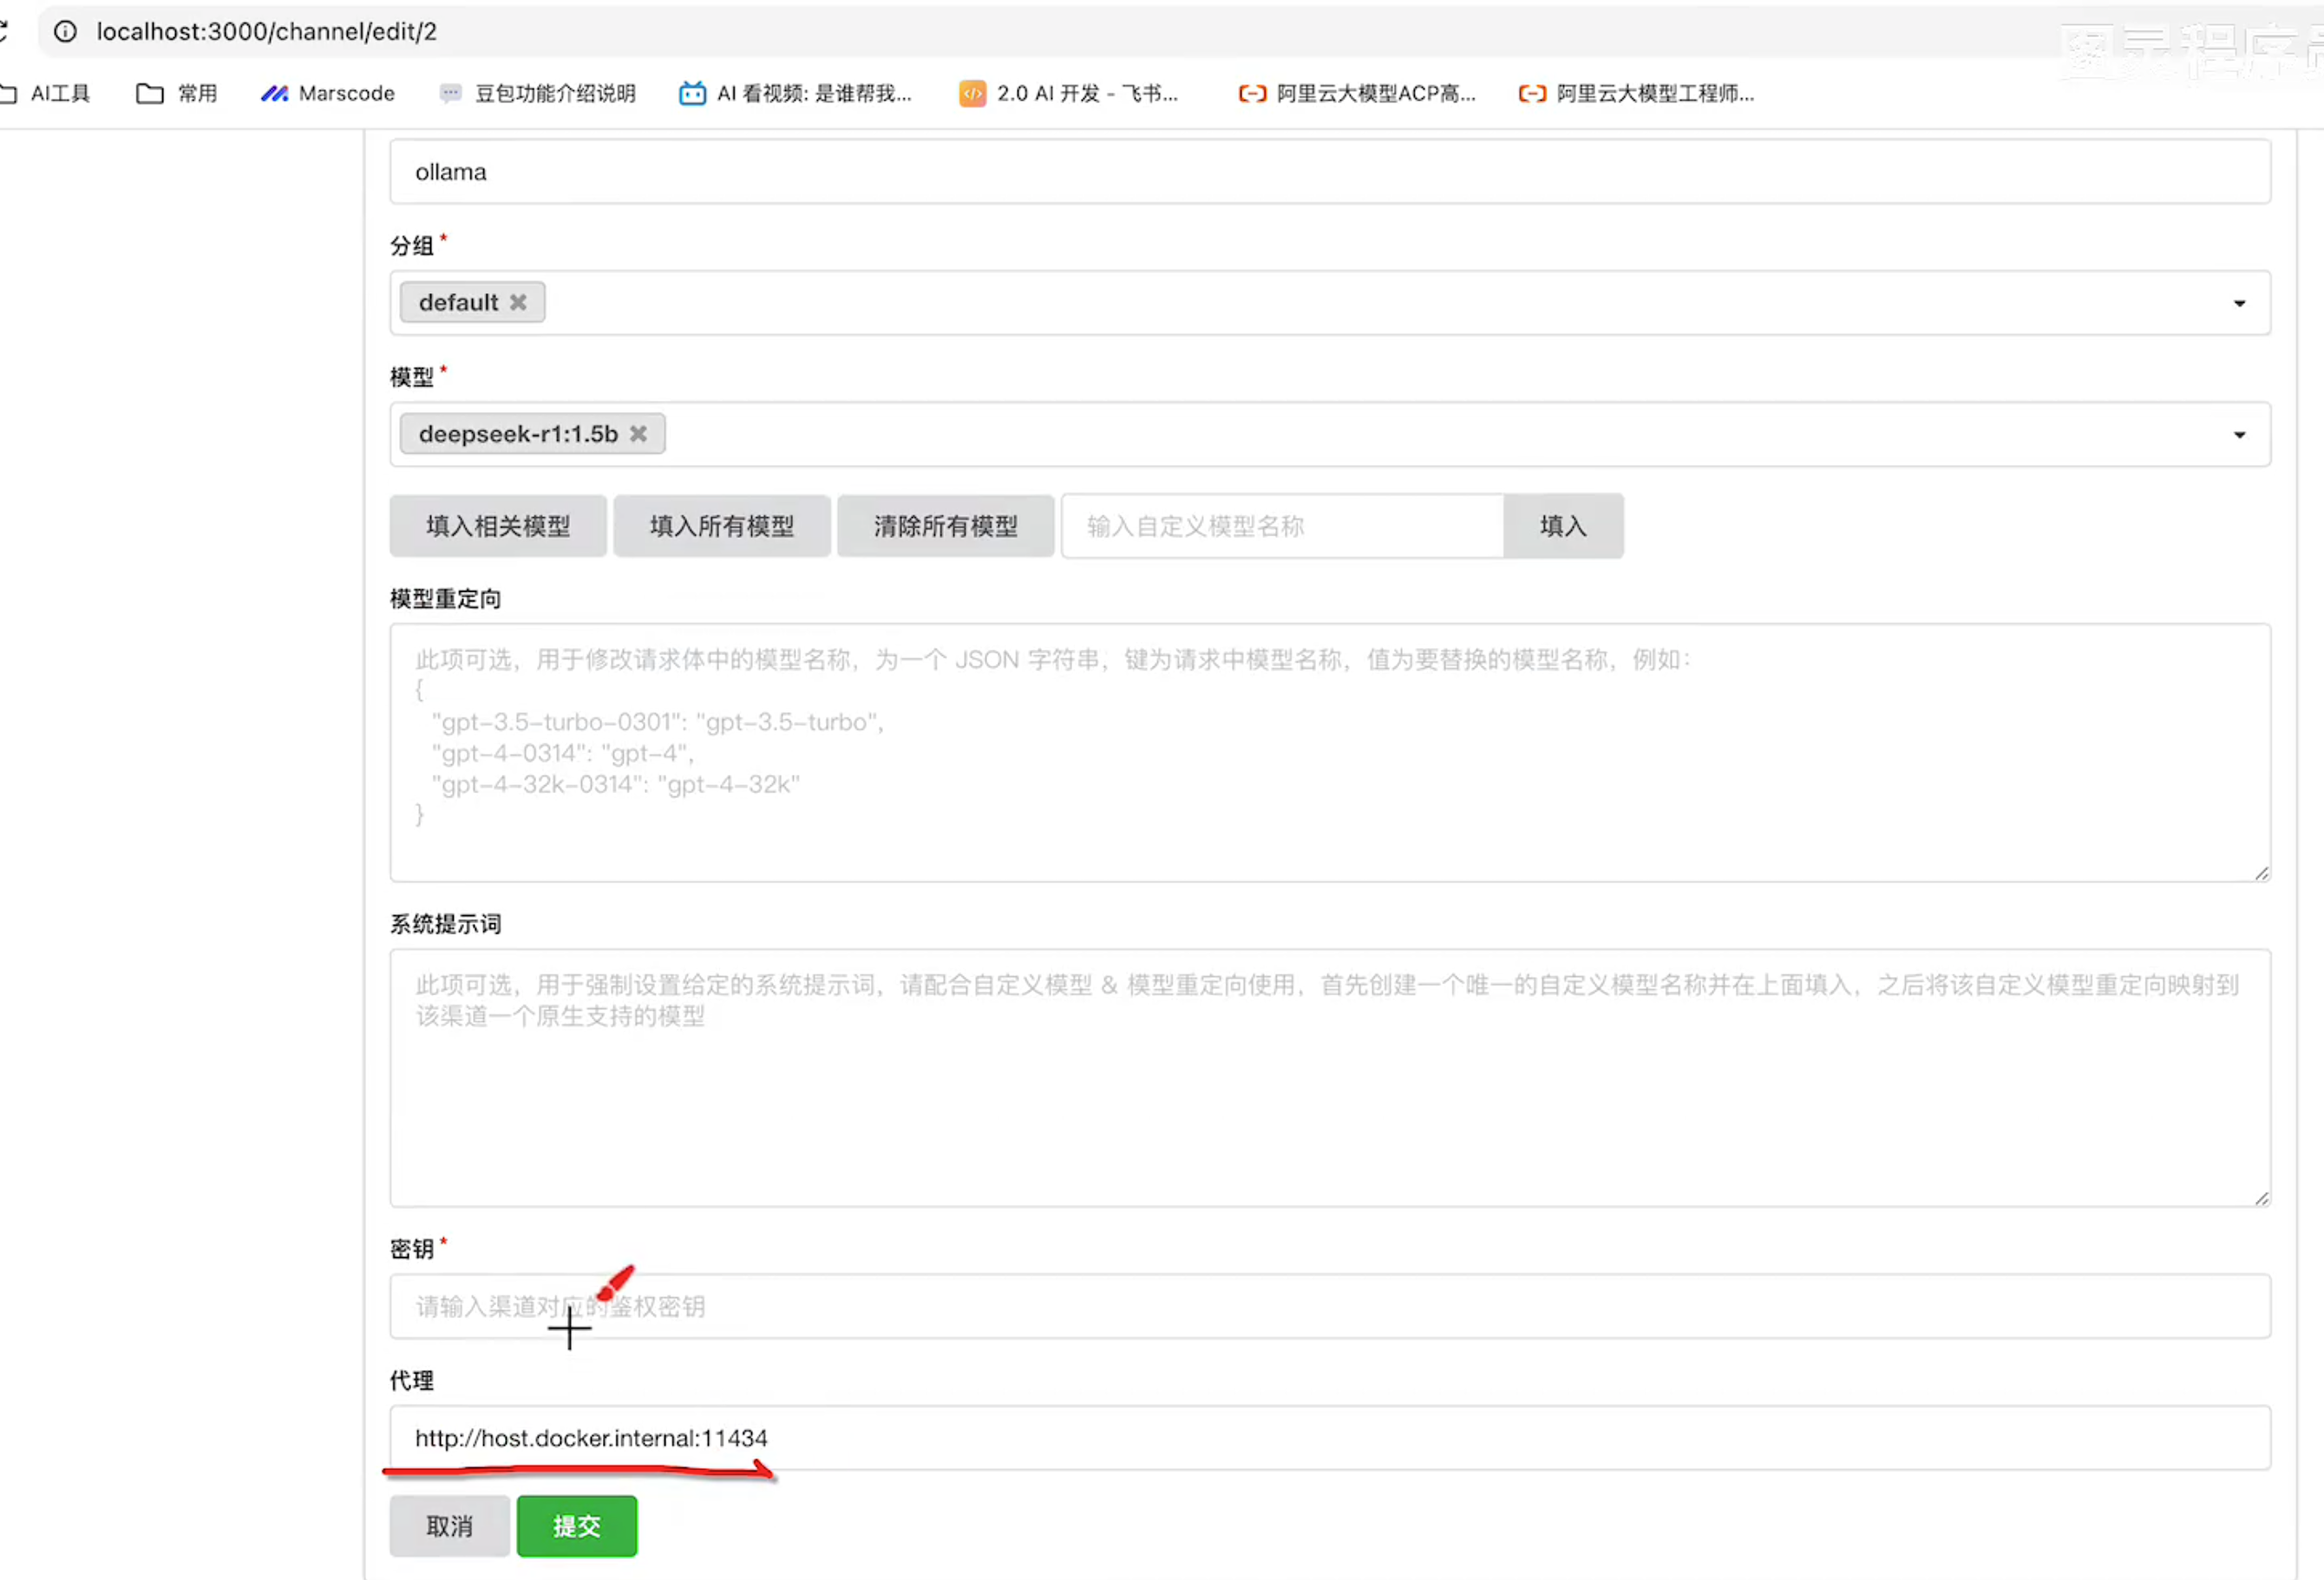 localhost:3000/channel/edit/2
图灵程序员
AI工具 常用 Marscode 豆包功能介绍说明 AI 看视频: 是谁帮我... 2.0 AI 开发 - 飞书... 阿里云大模型ACP高... 阿里云大模型工程师...
ollama
分组*
default
模型*
deepseek-r1:1.5b
填入相关模型 填入所有模型 清除所有模型 输入自定义模型名称 填入
模型重定向
此项可选，用于修改请求体中的模型名称，为一个 JSON 字符串，键为请求中模型名称，值为要替换的模型名称，例如：
{
"gpt-3.5-turbo-0301": "gpt-3.5-turbo",
"gpt-4-0314": "gpt-4",
"gpt-4-32k-0314": "gpt-4-32k"
}
系统提示词
此项可选，用于强制设置给定的系统提示词，请配合自定义模型 & 模型重定向使用，首先创建一个唯一的自定义模型名称并在上面填入，之后将该自定义模型重定向映射到
该渠道一个原生支持的模型
密钥*
请输入渠道对应的鉴权密钥
代理
http://host.docker.internal:11434
取消 提交